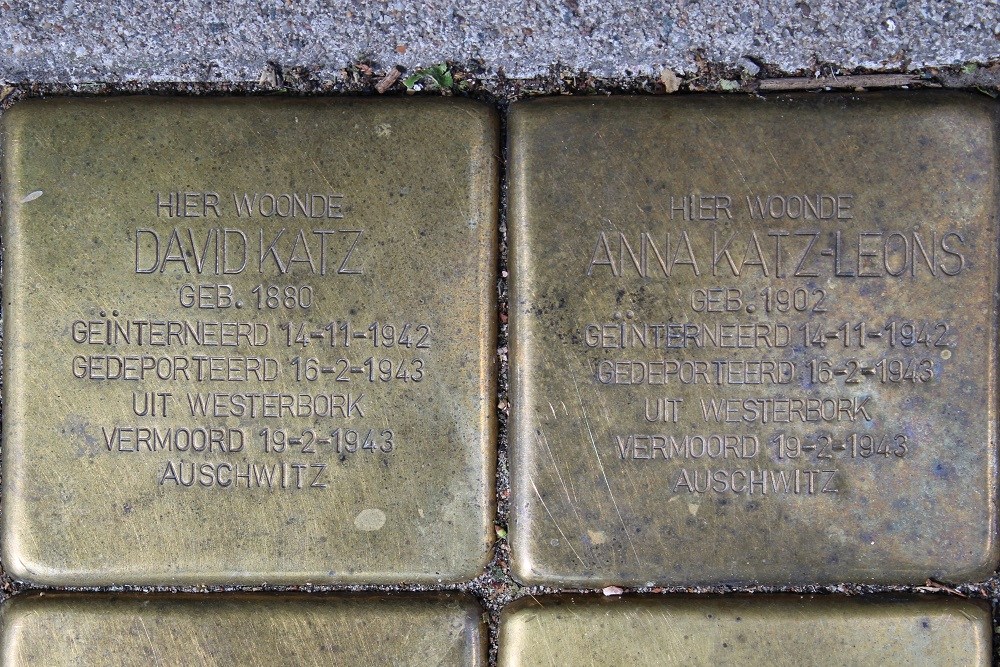 HIER WOONDE
DAVID KATZ
GEB. 1880
GEÏNTERNEERD 14-11-1942
GEDEPORTEERD 16-2-1943
UIT WESTERBORK
VERMOORD 19-2-1943
AUSCHWITZ
HIER WOONDE
ANNA KATZ-LEONS
GEB. 1902
GEÏNTERNEERD 14-11-1942
GEDEPORTEERD 16-2-1943
UIT WESTERBORK
VERMOORD 19-2-1943
AUSCHWITZ